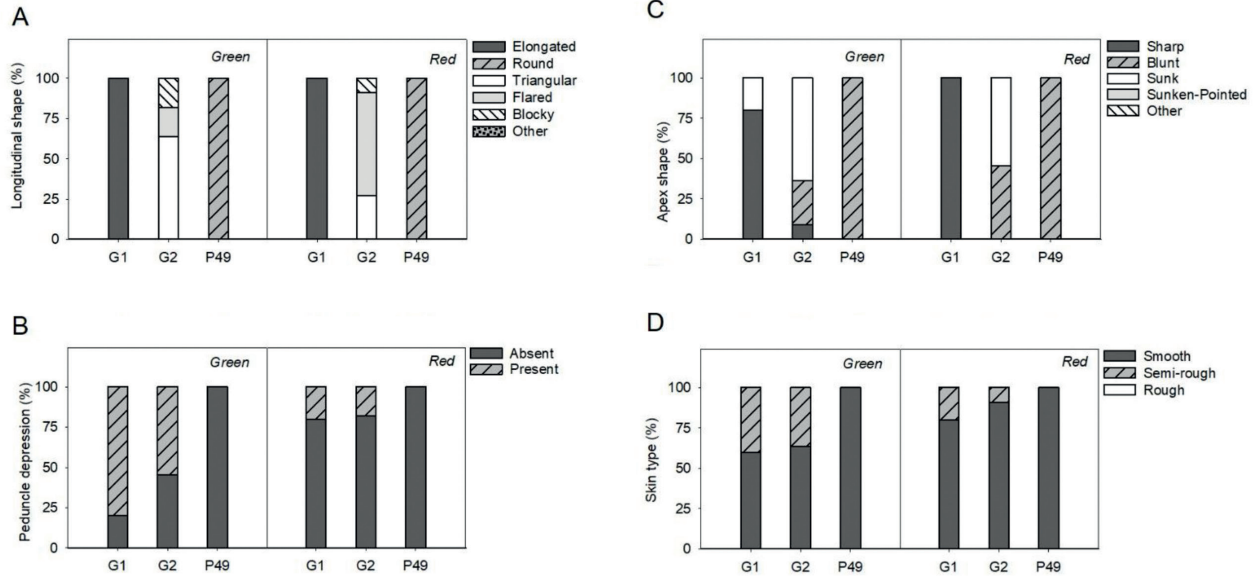 A
Longitudinal shape (%)
100
75
50
25
0
Green
Red
G1 G2 P49 G1 G2 P49
Elongated
Round
Triangular
Flared
Blocky
Other
C
Apex shape (%)
100
75
50
25
0
Green
Red
G1 G2 P49 G1 G2 P49
Sharp
Blunt
Sunk
Sunken-Pointed
Other
B
Peduncle depression (%)
100
75
50
25
0
Green
Red
G1 G2 P49 G1 G2 P49
Absent
Present
D
Skin type (%)
100
75
50
25
0
Green
Red
G1 G2 P49 G1 G2 P49
Smooth
Semi-rough
Rough